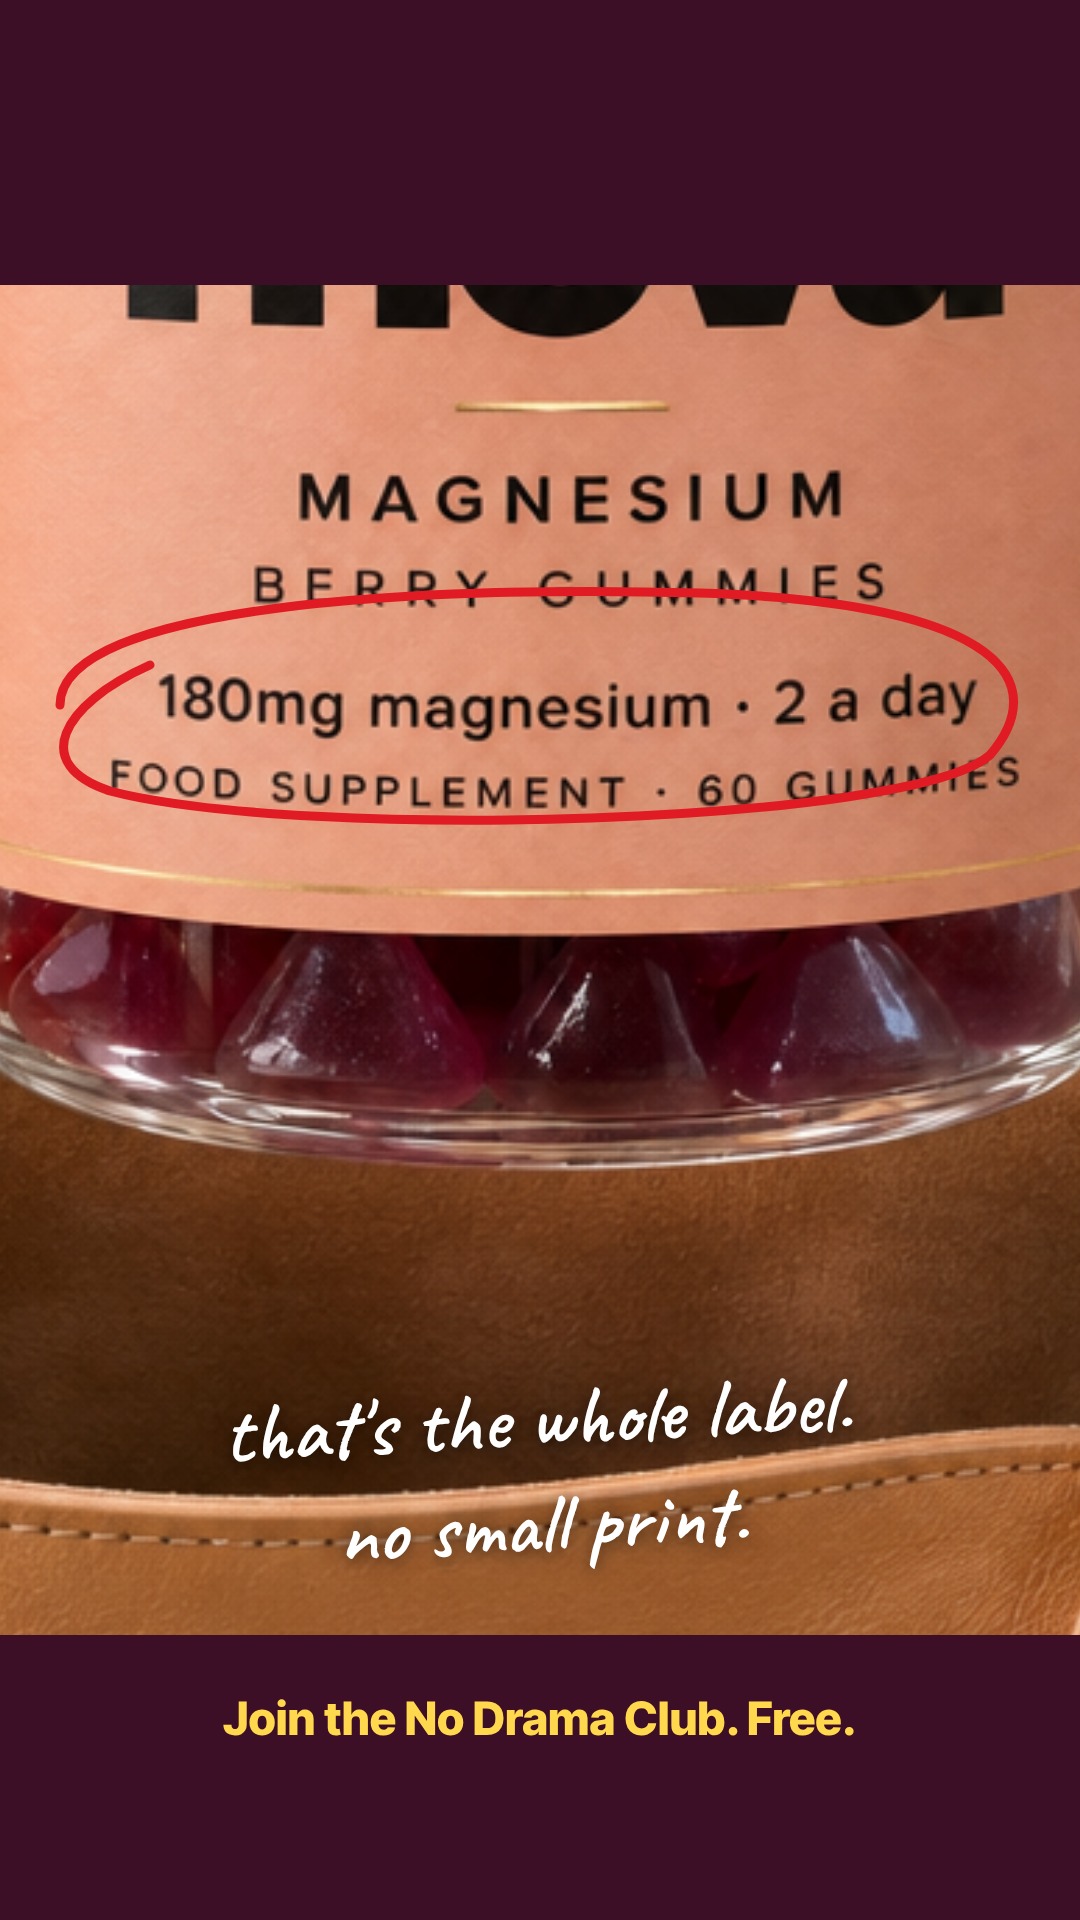 MAGNESIUM
BERRY GUMMIES
180mg magnesium · 2 a day
FOOD SUPPLEMENT · 60 GUMMIES
that's the whole label.
no small print.
Join the No Drama Club. Free.